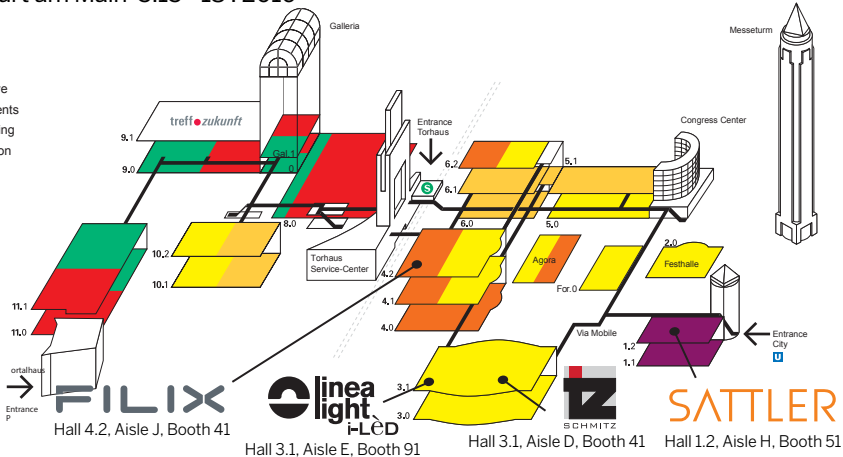 Galleria
Messeturm
treff●zukunft
9.1
Entrance
Torhaus
Congress Center
Gal.1
0
9.0
6.2
5.1
S
6.1
8.0
6.0
5.0
10.2
Torhaus
Service-Center
4.2
Agora
2.0
Festhalle
10.1
For.0
11.1
4.1
11.0
4.0
Via Mobile
Entrance
City
U
1.2
1.1
ortalhaus
Entrance
P
3.1
3.0
FILIX
Hall 4.2, Aisle J, Booth 41
linea
light
i-LèD
Hall 3.1, Aisle E, Booth 91
TZ
SCHMITZ
Hall 3.1, Aisle D, Booth 41
SATTLER
Hall 1.2, Aisle H, Booth 51